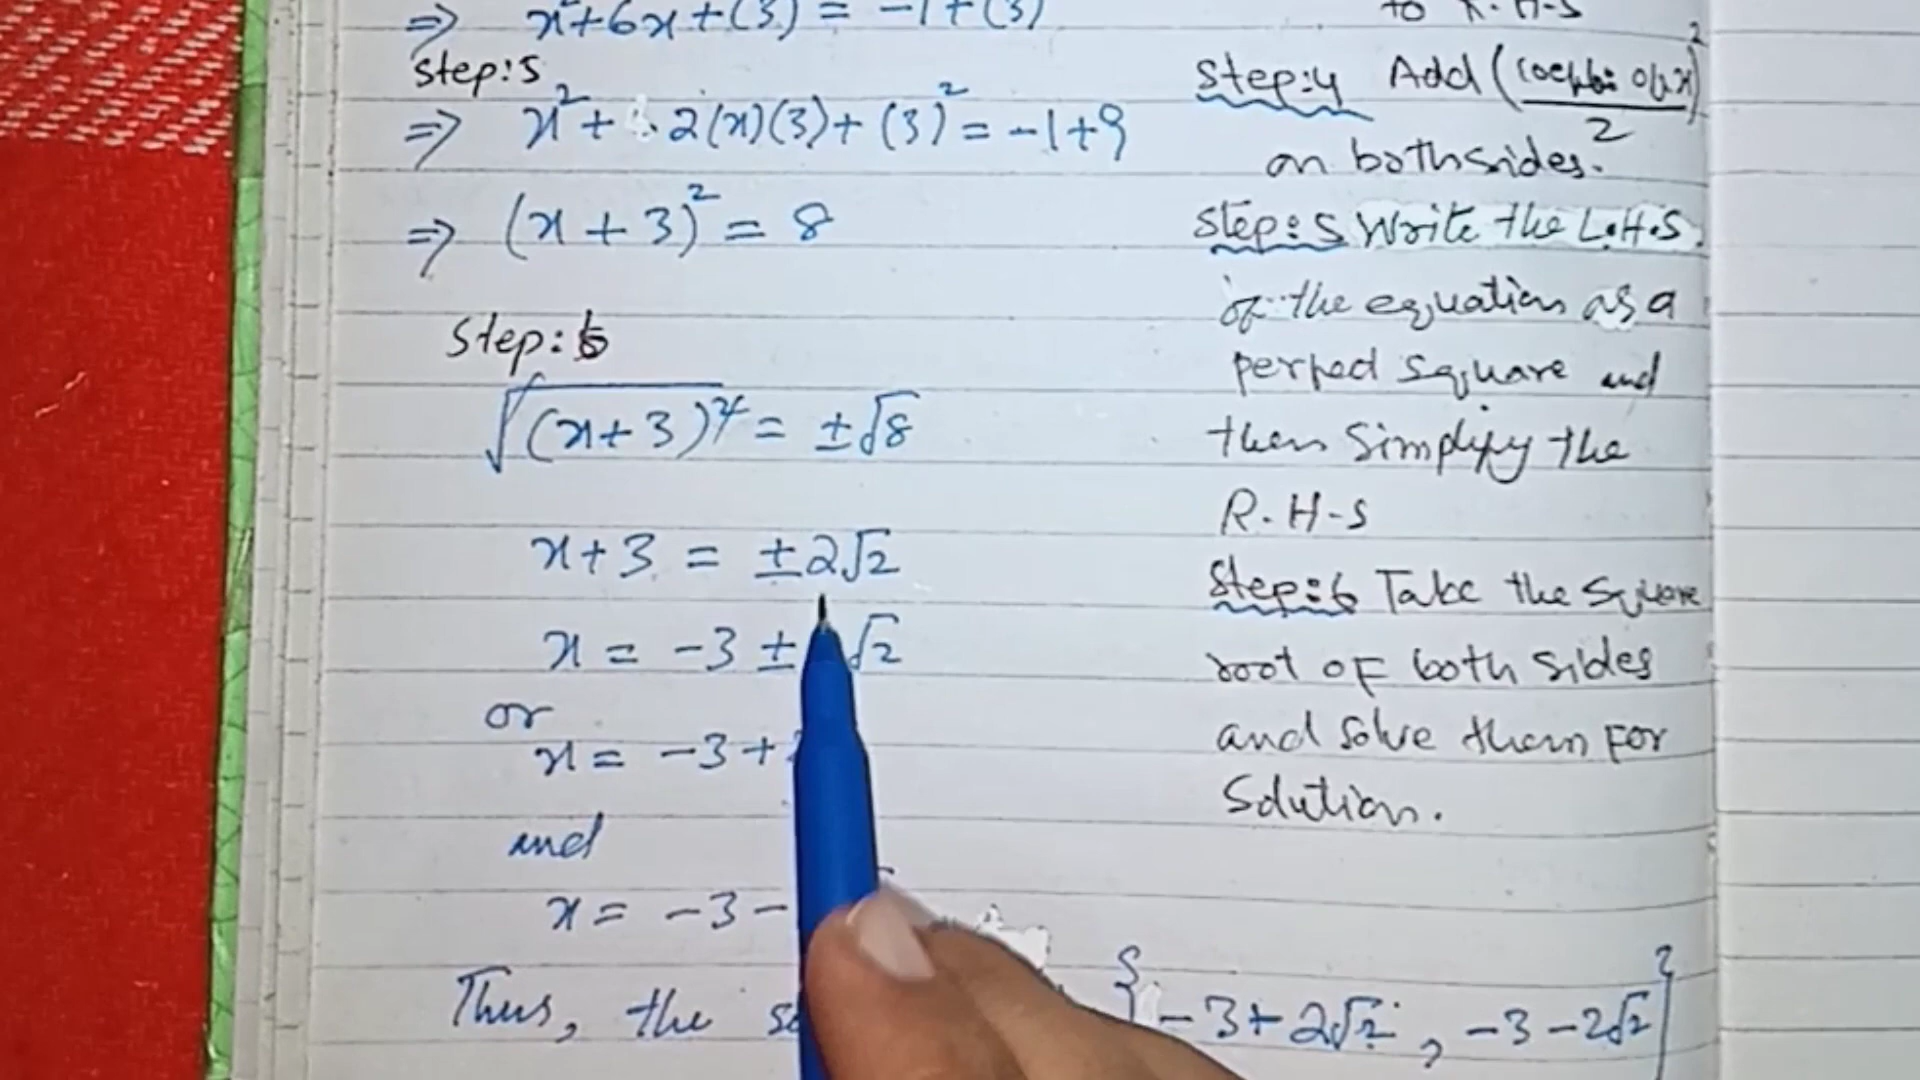 ⇒ x²+6x+(3)² = -1+(3)²
step:5
⇒ x²+ 2(x)(3)+(3)² = -1+9
⇒ (x+3)² = 8
Step:6
√(x+3)² = ±√8
x+3 = ±2√2
x = -3 ± √2
or
x = -3+
and
x = -3-
Thus, the {-3+2√2, -3-2√2}
to R.H-S
Step:4 Add (coeffi: of x / 2)²
on both sides.
Step:5 Write the L.H.S.
of the equation as a
perfect square and
then Simplify the
R.H-S
Step:6 Take the Square
root of both sides
and solve them for
Solution.